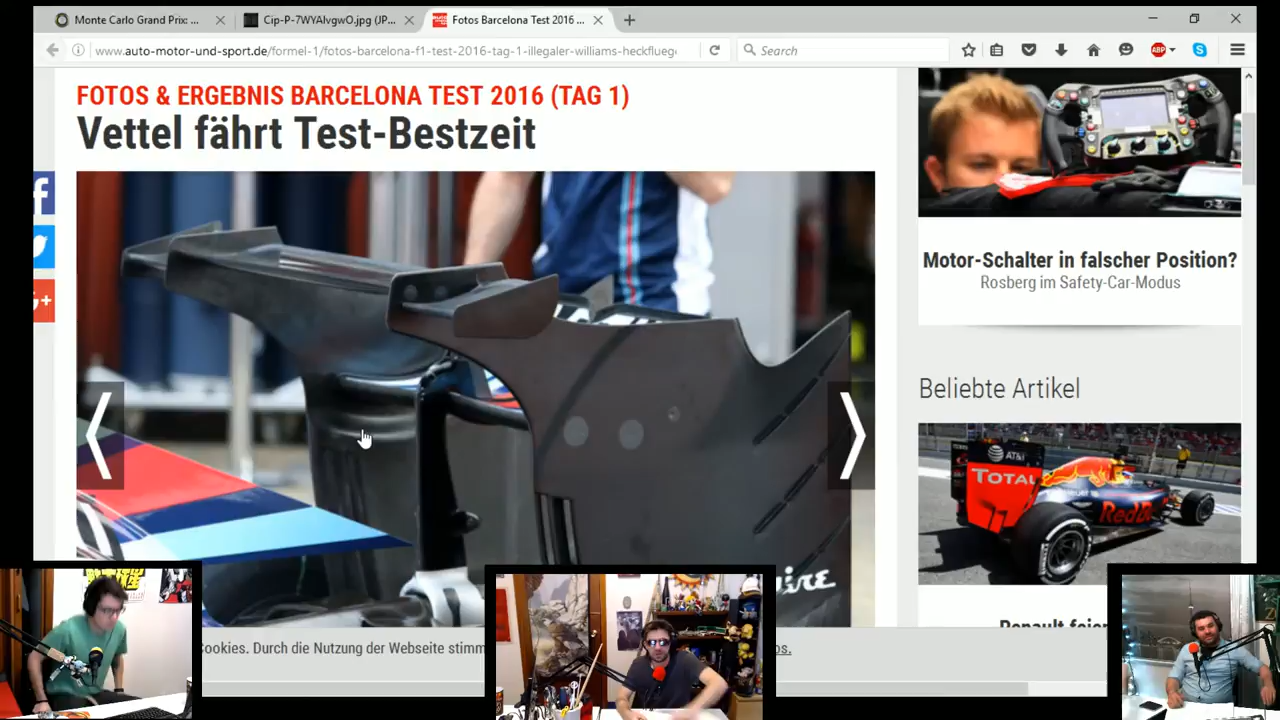 Monte Carlo Grand Prix: ...
Cip-P-7WYAlvgwO.jpg (JP...
Fotos Barcelona Test 2016 ...
www.auto-motor-und-sport.de/formel-1/fotos-barcelona-f1-test-2016-tag-1-illegaler-williams-heckfluege
Search
ABP
FOTOS & ERGEBNIS BARCELONA TEST 2016 (TAG 1)
Vettel fährt Test-Bestzeit
Motor-Schalter in falscher Position?
Rosberg im Safety-Car-Modus
Beliebte Artikel
AT&T
TOTAL
RedB
Cookies. Durch die Nutzung der Webseite stimm